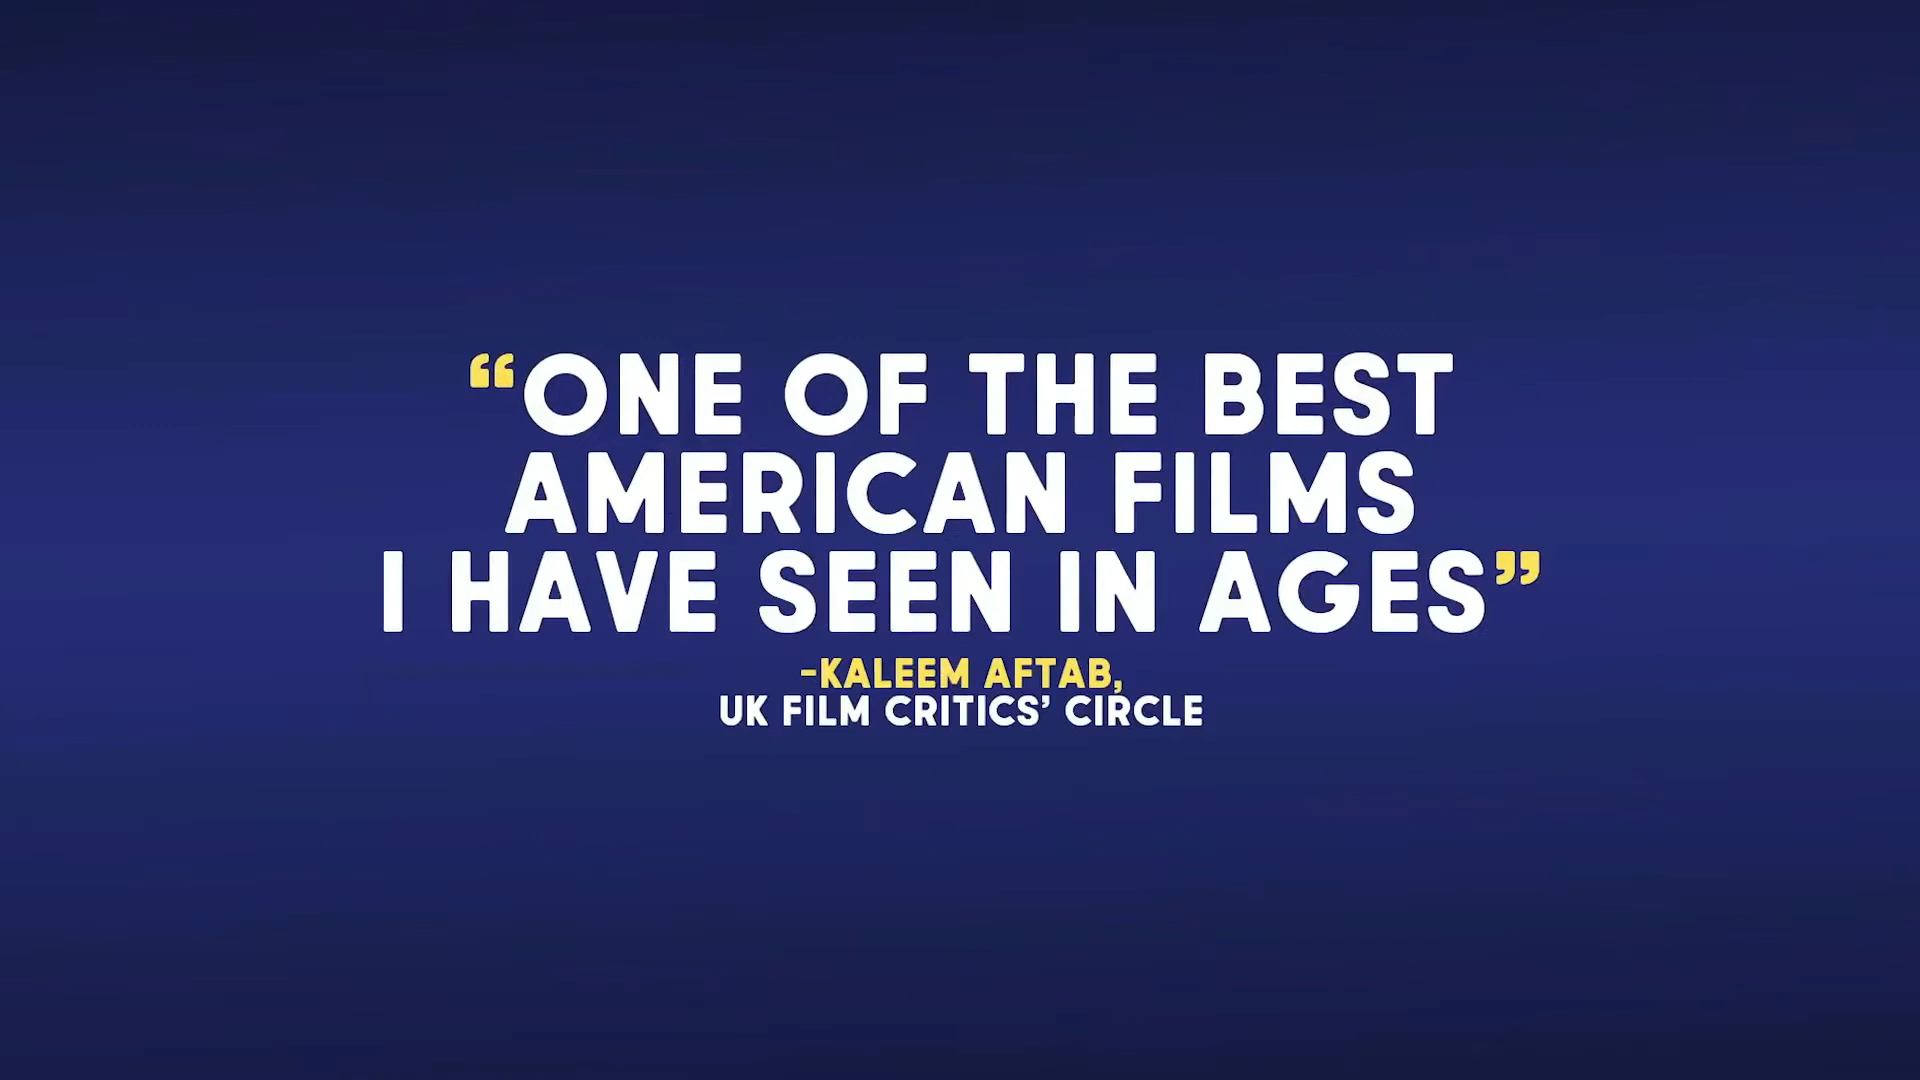 “ONE OF THE BEST
AMERICAN FILMS
I HAVE SEEN IN AGES”
-KALEEM AFTAB,
UK FILM CRITICS’ CIRCLE